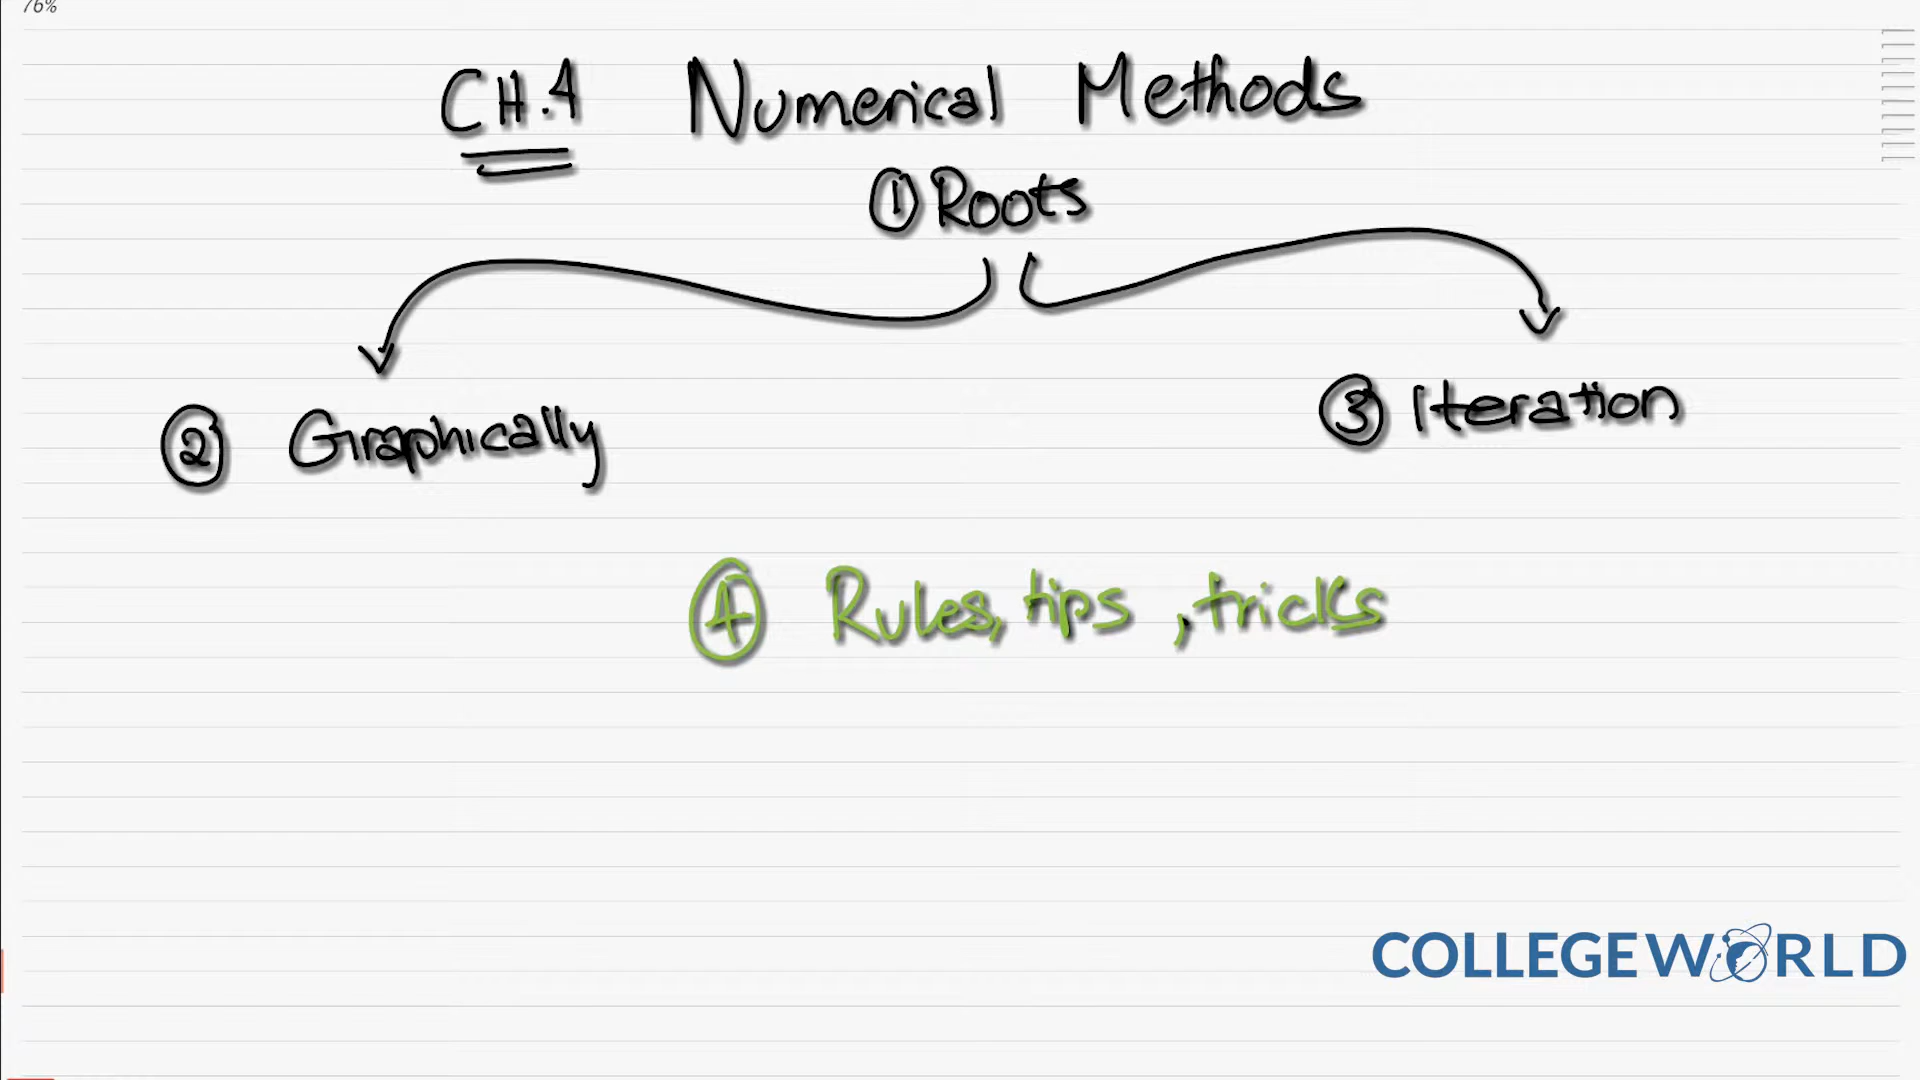 76%
CH.4 Numerical Methods
① Roots
② Graphically
③ Iteration
④ Rules, tips, tricks
COLLEGEWORLD